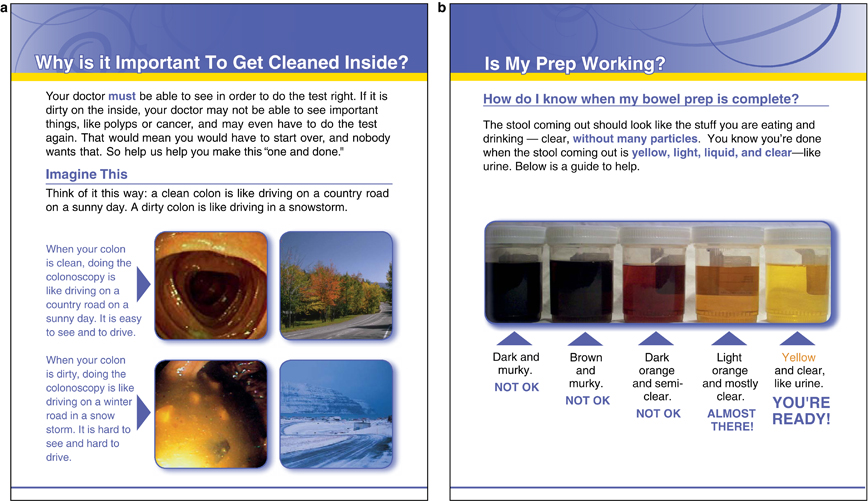 a
Why is it Important To Get Cleaned Inside?
Your doctor must be able to see in order to do the test right. If it is
dirty on the inside, your doctor may not be able to see important
things, like polyps or cancer, and may even have to do the test
again. That would mean you would have to start over, and nobody
wants that. So help us help you make this “one and done.”
Imagine This
Think of it this way: a clean colon is like driving on a country road
on a sunny day. A dirty colon is like driving in a snowstorm.
When your colon
is clean, doing the
colonoscopy is
like driving on a
country road on a
sunny day. It is easy
to see and to drive.
When your colon
is dirty, doing the
colonoscopy is like
driving on a winter
road in a snow
storm. It is hard to
see and hard to
drive.
b
Is My Prep Working?
How do I know when my bowel prep is complete?
The stool coming out should look like the stuff you are eating and
drinking — clear, without many particles. You know you're done
when the stool coming out is yellow, light, liquid, and clear—like
urine. Below is a guide to help.
Dark and
murky.
NOT OK
Brown
and
murky.
NOT OK
Dark
orange
and semi-
clear.
NOT OK
Light
orange
and mostly
clear.
ALMOST
THERE!
Yellow
and clear,
like urine.
YOU'RE
READY!